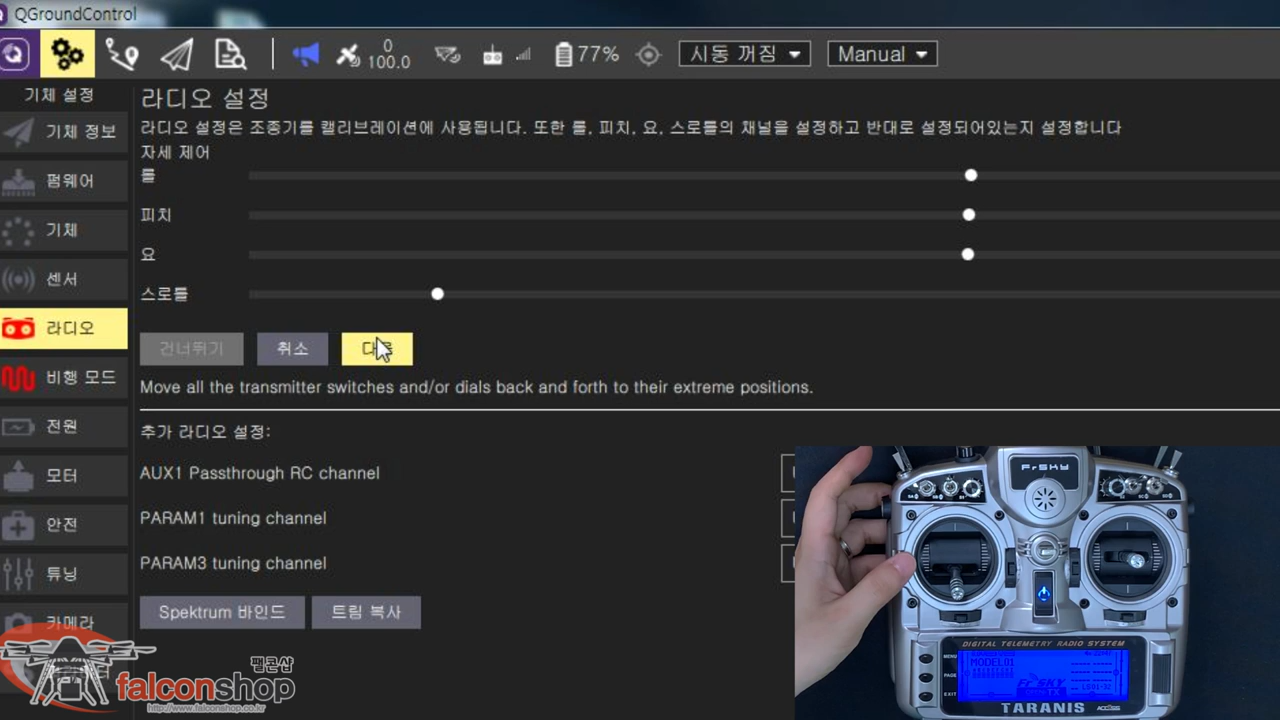 QGroundControl
0
100.0
77%
시동 꺼짐
Manual
기체 설정
라디오 설정
기체 정보
라디오 설정은 조종기를 캘리브레이션에 사용됩니다. 또한 롤, 피치, 요, 스로틀의 채널을 설정하고 반대로 설정되어있는지 설정합니다
자세 제어
롤
펌웨어
피치
기체
요
센서
스로틀
라디오
건너뛰기
취소
비행 모드
Move all the transmitter switches and/or dials back and forth to their extreme positions.
전원
추가 라디오 설정:
모터
AUX1 Passthrough RC channel
안전
PARAM1 tuning channel
튜닝
PARAM3 tuning channel
카메라
Spektrum 바인드
트림 복사
팰콘샵
falconshop
http://www.falconshop.co.kr
FrSKY
DIGITAL TELEMETRY RADIO SYSTEM
MENU
PAGE
EXIT
MODEL01
FrSKY
TARANIS
ACCESS